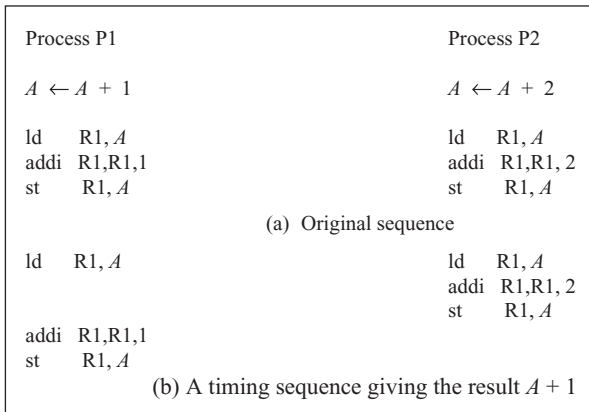 Process P1 Process P2
A ← A + 1 A ← A + 2
ld R1, A ld R1, A
addi R1,R1,1 addi R1,R1, 2
st R1, A st R1, A
(a) Original sequence
ld R1, A ld R1, A
addi R1,R1, 2
st R1, A
addi R1,R1,1
st R1, A
(b) A timing sequence giving the result A + 1